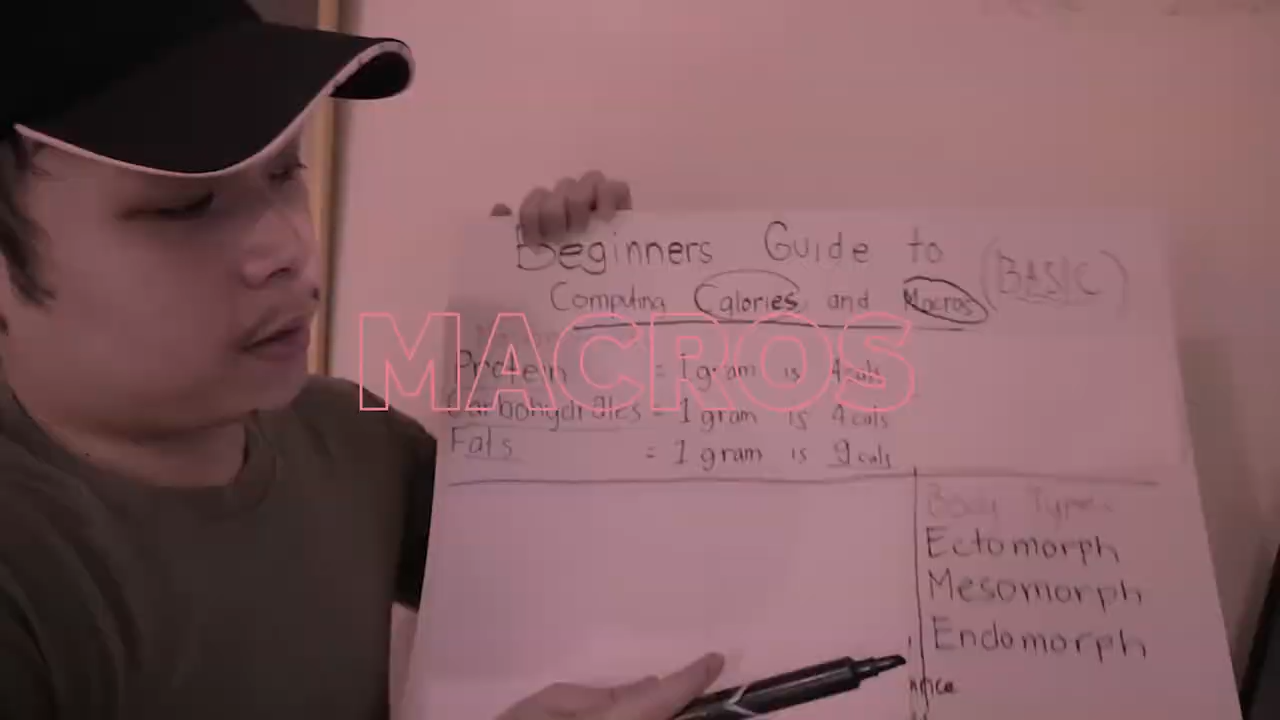 Beginners Guide to (BASIC)
Computing Calories and Macros
MACROS
Protein = 1 gram is 4 cals
Carbohydrates = 1 gram is 4 cals
Fats = 1 gram is 9 cals
Body Types
Ectomorph
Mesomorph
Endomorph